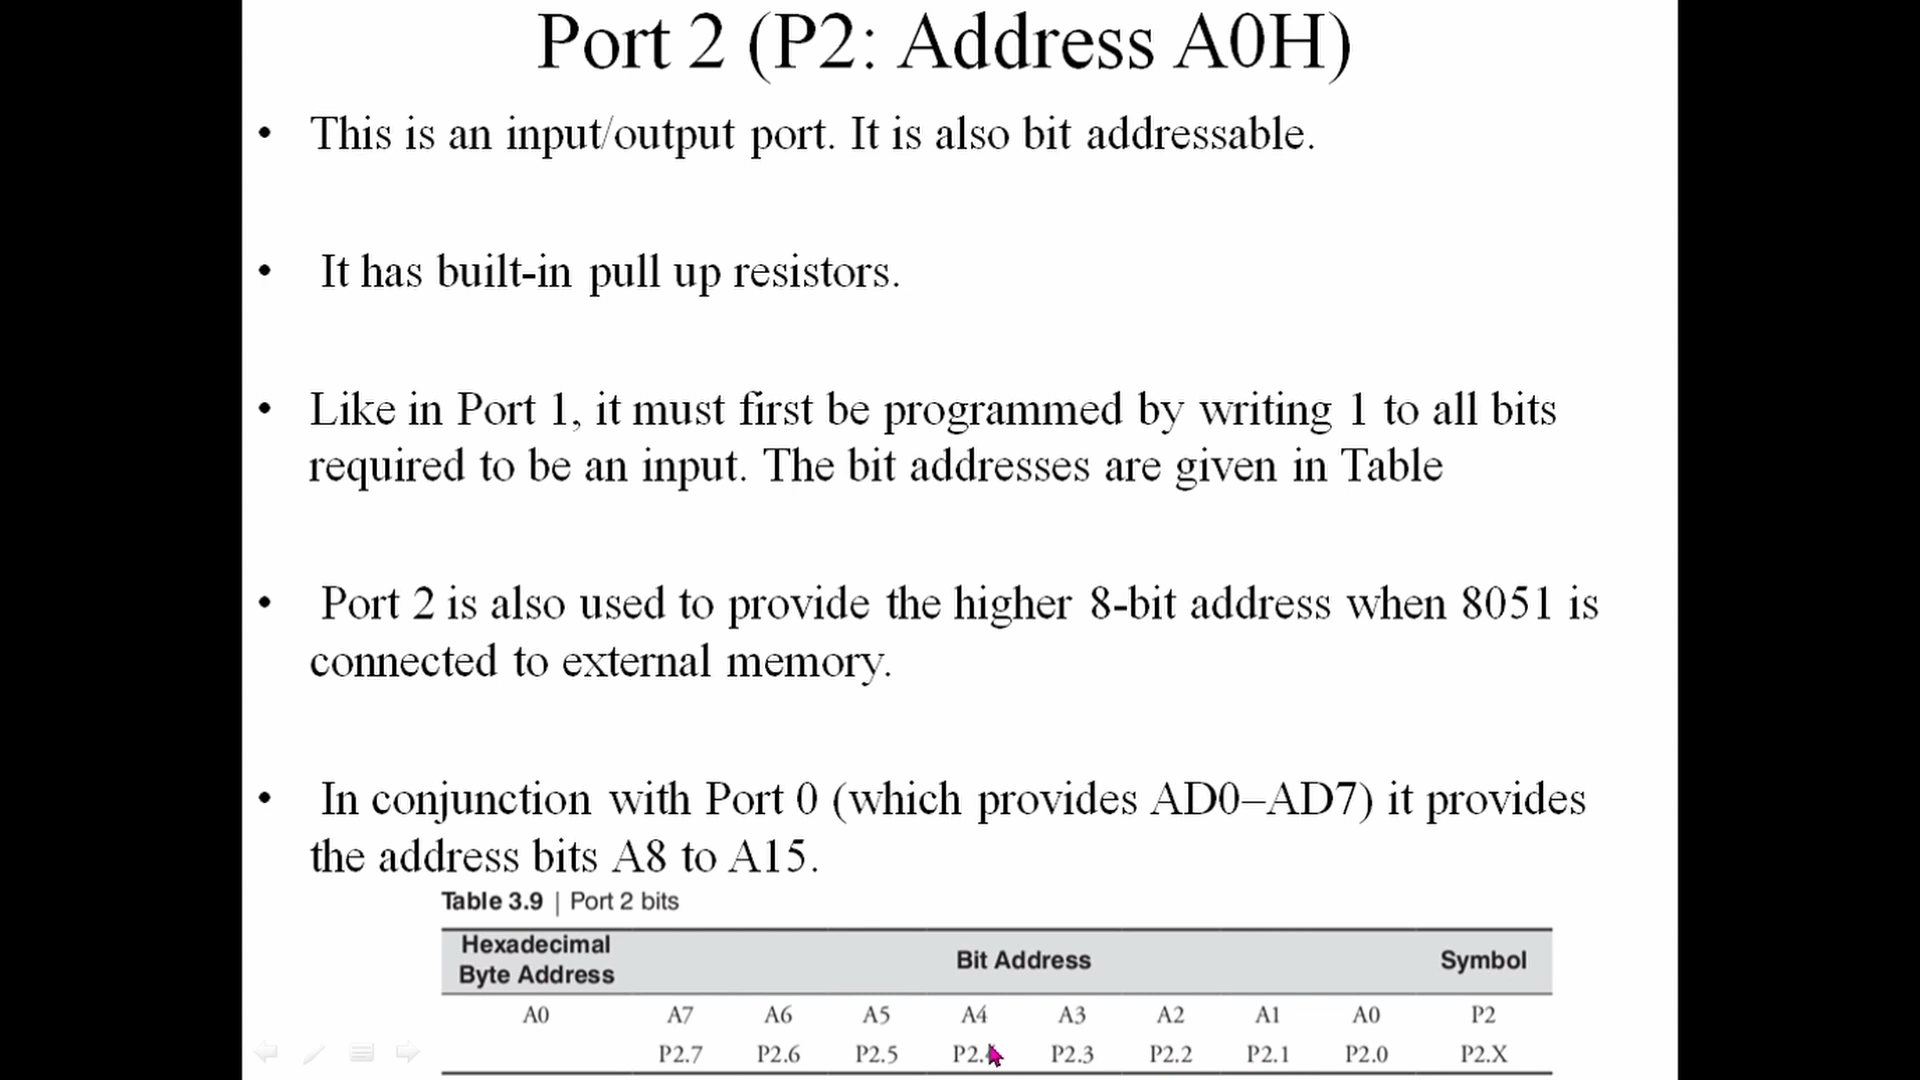 Port 2 (P2: Address A0H)
• This is an input/output port. It is also bit addressable.
• It has built-in pull up resistors.
• Like in Port 1, it must first be programmed by writing 1 to all bits
required to be an input. The bit addresses are given in Table
• Port 2 is also used to provide the higher 8-bit address when 8051 is
connected to external memory.
• In conjunction with Port 0 (which provides AD0–AD7) it provides
the address bits A8 to A15.
Table 3.9 | Port 2 bits
Hexadecimal
Byte Address Bit Address Symbol
A0 A7 A6 A5 A4 A3 A2 A1 A0 P2
P2.7 P2.6 P2.5 P2. P2.3 P2.2 P2.1 P2.0 P2.X